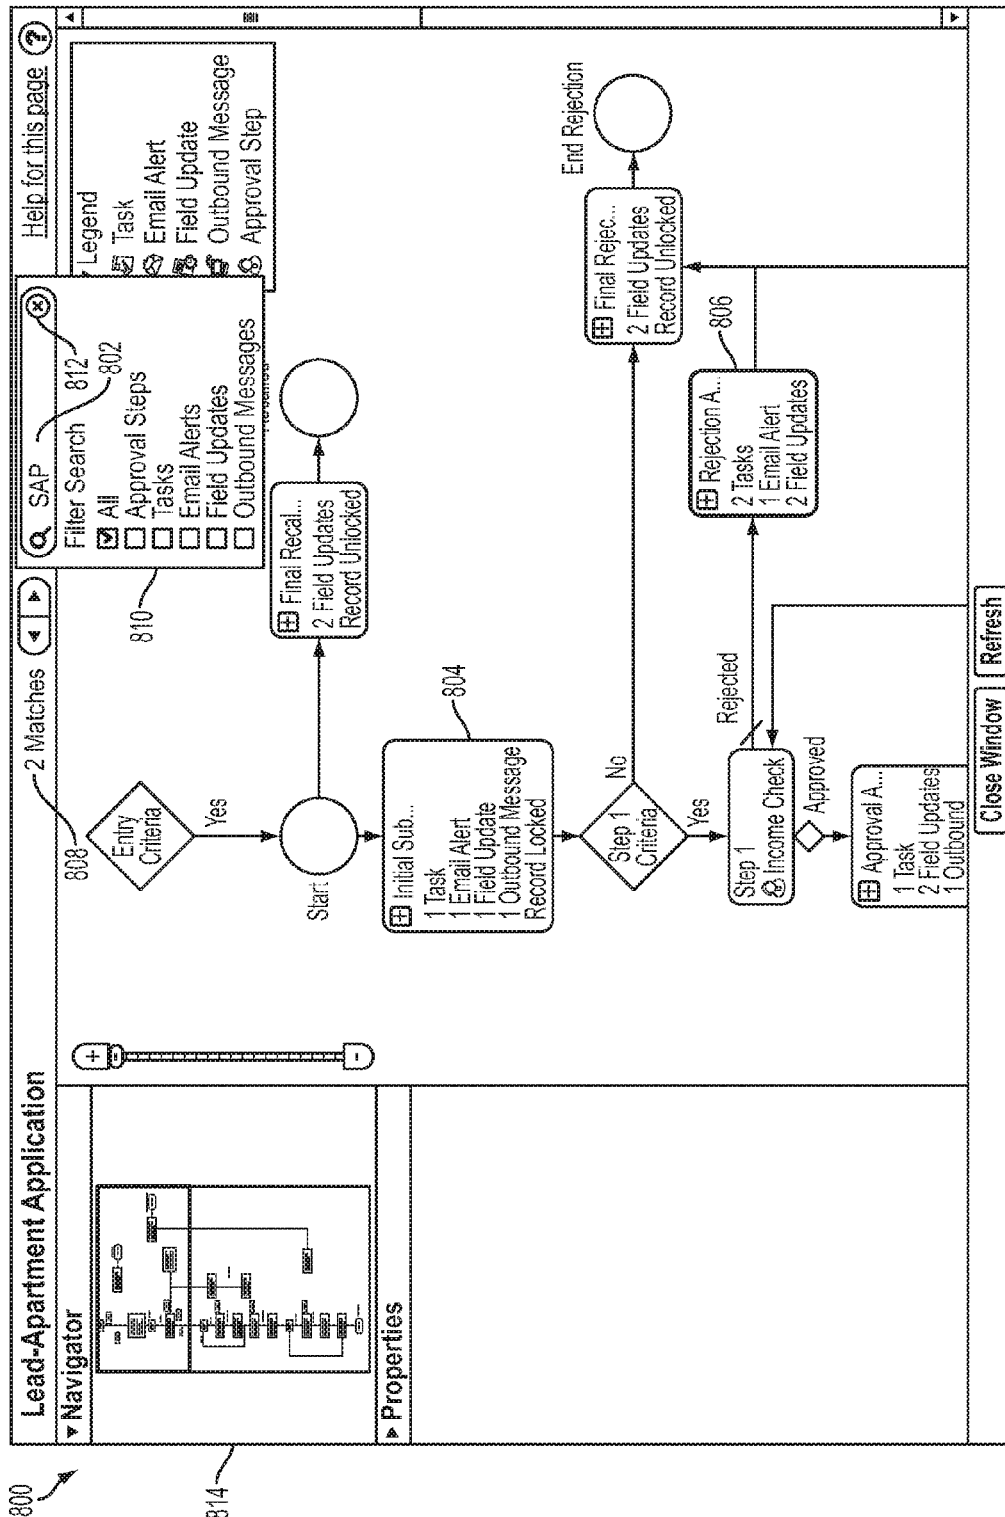 800
Lead-Apartment Application
808
2 Matches
SAP
Help for this page
?
812
802
Filter Search
All
Approval Steps
Tasks
Email Alerts
Field Updates
Outbound Messages
810
Legend
Task
Email Alert
Field Update
Outbound Message
Approval Step
Navigator
814
Properties
+
-
Entry
Criteria
Yes
Start
Final Recal...
2 Field Updates
Record Unlocked
Initial Sub...
1 Task
1 Email Alert
1 Field Update
1 Outbound Message
Record Locked
804
Step 1
Criteria
No
Yes
Final Rejec...
2 Field Updates
Record Unlocked
End Rejection
Step 1
Income Check
Rejected
Rejection A...
2 Tasks
1 Email Alert
2 Field Updates
806
Approved
Approval A...
1 Task
2 Field Updates
1 Outbound
Close Window
Refresh